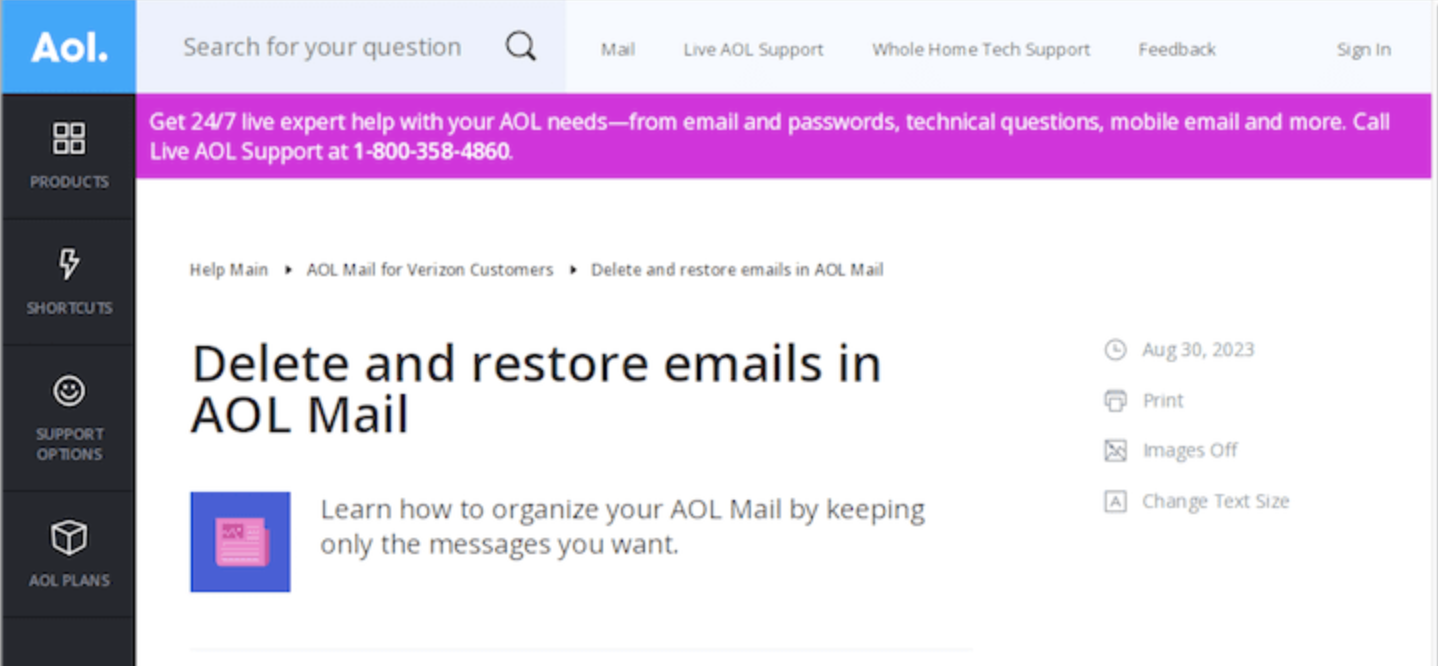 Aol.
Search for your question
Mail
Live AOL Support
Whole Home Tech Support
Feedback
Sign In
Get 24/7 live expert help with your AOL needs—from email and passwords, technical questions, mobile email and more. Call
Live AOL Support at 1-800-358-4860.
PRODUCTS
SHORTCUTS
SUPPORT
OPTIONS
AOL PLANS
Help Main ▸ AOL Mail for Verizon Customers ▸ Delete and restore emails in AOL Mail
Delete and restore emails in
AOL Mail
Learn how to organize your AOL Mail by keeping
only the messages you want.
Aug 30, 2023
Print
Images Off
A Change Text Size